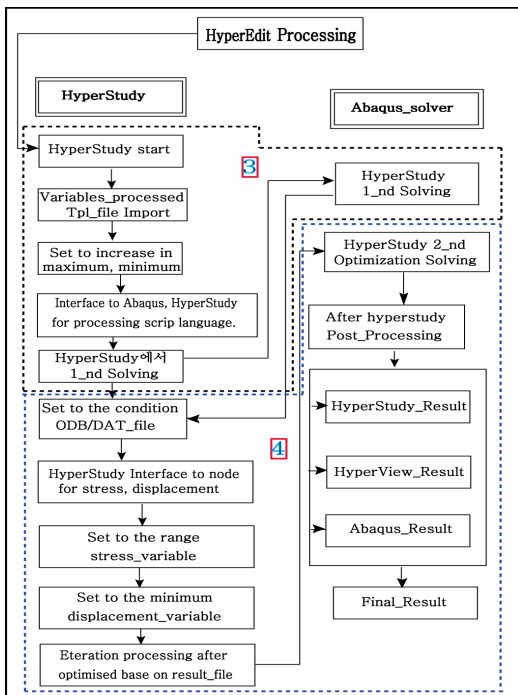 HyperEdit Processing
HyperStudy
Abaqus_solver
HyperStudy start
3
HyperStudy
1_nd Solving
Variables_processed
Tpl_file Import
Set to increase in
maximum, minimum
Interface to Abaqus, HyperStudy
for processing scrip language.
HyperStudy에서
1_nd Solving
HyperStudy 2_nd
Optimization Solving
After hyperstudy
Post_Processing
HyperStudy_Result
HyperView_Result
Abaqus_Result
Final_Result
Set to the condition
ODB/DAT_file
4
HyperStudy Interface to node
for stress, displacement
Set to the range
stress_variable
Set to the minimum
displacement_variable
Eteration processing after
optimised base on result_file